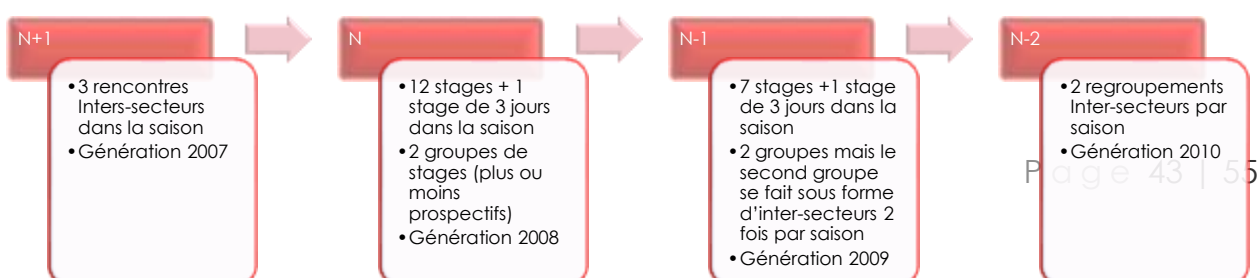 N+1
•3 rencontres
Inters-secteurs
dans la saison
•Génération 2007
N
•12 stages + 1
stage de 3 jours
dans la saison
•2 groupes de
stages (plus ou
moins
prospectifs)
•Génération 2008
N-1
•7 stages +1 stage
de 3 jours dans la
saison
•2 groupes mais le
second groupe
se fait sous forme
d'inter-secteurs 2
fois par saison
•Génération 2009
N-2
•2 regroupements
Inter-secteurs par
saison
•Génération 2010
Page 43 | 55